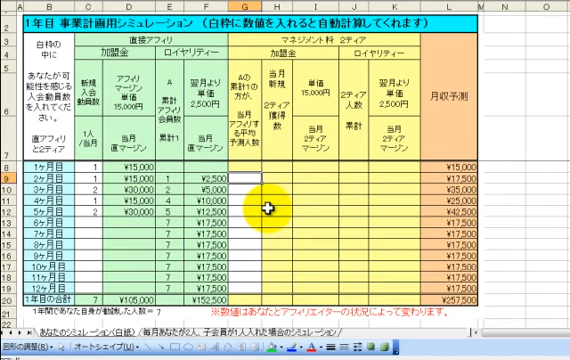 B C D E F G H I J K L M N O
1年目 事業計画用シミュレーション （白枠に数値を入れると自動計算してくれます）
白枠の中に
あなたが可能性を感じる入会動員数を入れてください。
直アフィリと2ティア
直接アフィリ
マネジメント料 2ティア
月収予測
加盟金 ロイヤリティー 加盟金 ロイヤリティー
新規入会動員数
1人/当月
アフィリマージン単価15,000円
当月直マージン
A 累計アフィリ会員数 累計1
翌月より2,500円
当月直マージン
Aの累計1の方が、当月アフィリする平均予測人数
当月新規2ティア獲得数
単価15,000円
当月2ティアマージン
2ティア人数 累計
翌月より2,500円
当月2ティアマージン
2
3
4
5
6
7
8 1ヶ月目 1 ¥15,000 ¥15,000
9 2ヶ月目 1 ¥15,000 1 ¥2,500 ¥17,500
10 3ヶ月目 2 ¥30,000 2 ¥5,000 ¥35,000
11 4ヶ月目 1 ¥15,000 4 ¥10,000 ¥25,000
12 5ヶ月目 2 ¥30,000 5 ¥12,500 ¥42,500
13 6ヶ月目 7 ¥17,500 ¥17,500
14 7ヶ月目 7 ¥17,500 ¥17,500
15 8ヶ月目 7 ¥17,500 ¥17,500
16 9ヶ月目 7 ¥17,500 ¥17,500
17 10ヶ月目 7 ¥17,500 ¥17,500
18 11ヶ月目 7 ¥17,500 ¥17,500
19 12ヶ月目 7 ¥17,500 ¥17,500
20 1年目の合計 7 ¥105,000 ¥152,500 ¥257,500
21 1年間であなた自身が動員した人数＝ 7 ※数値はあなたとアフィリエイターの状況によって変わります。
22
あなたのシミュレーション(白紙) / 毎月あなたが2人、子会員が1人入れた場合のシミュレーション
図形の調整(R) オートシェイプ(U)